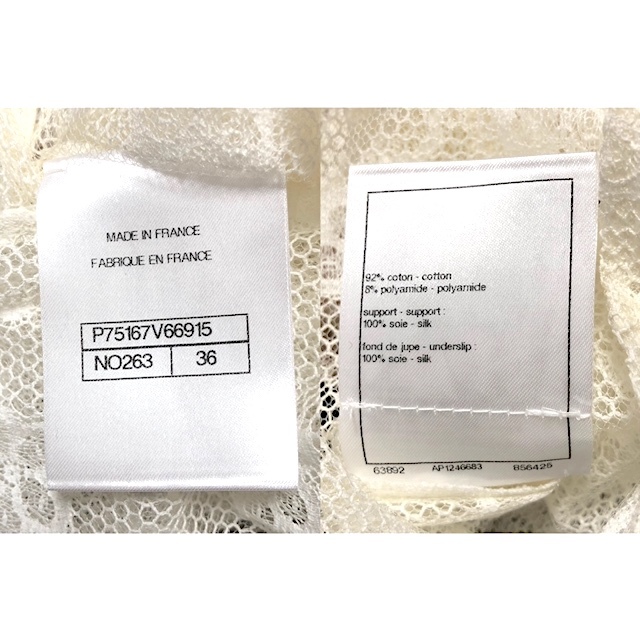 MADE IN FRANCE
FABRIQUE EN FRANCE
P75167V66915
NO263 36
92% coton - cotton
8% polyamide - polyamide
support - support :
100% soie - silk
fond de jupe - underslip :
100% soie - silk
63892 AP1246683 B56425